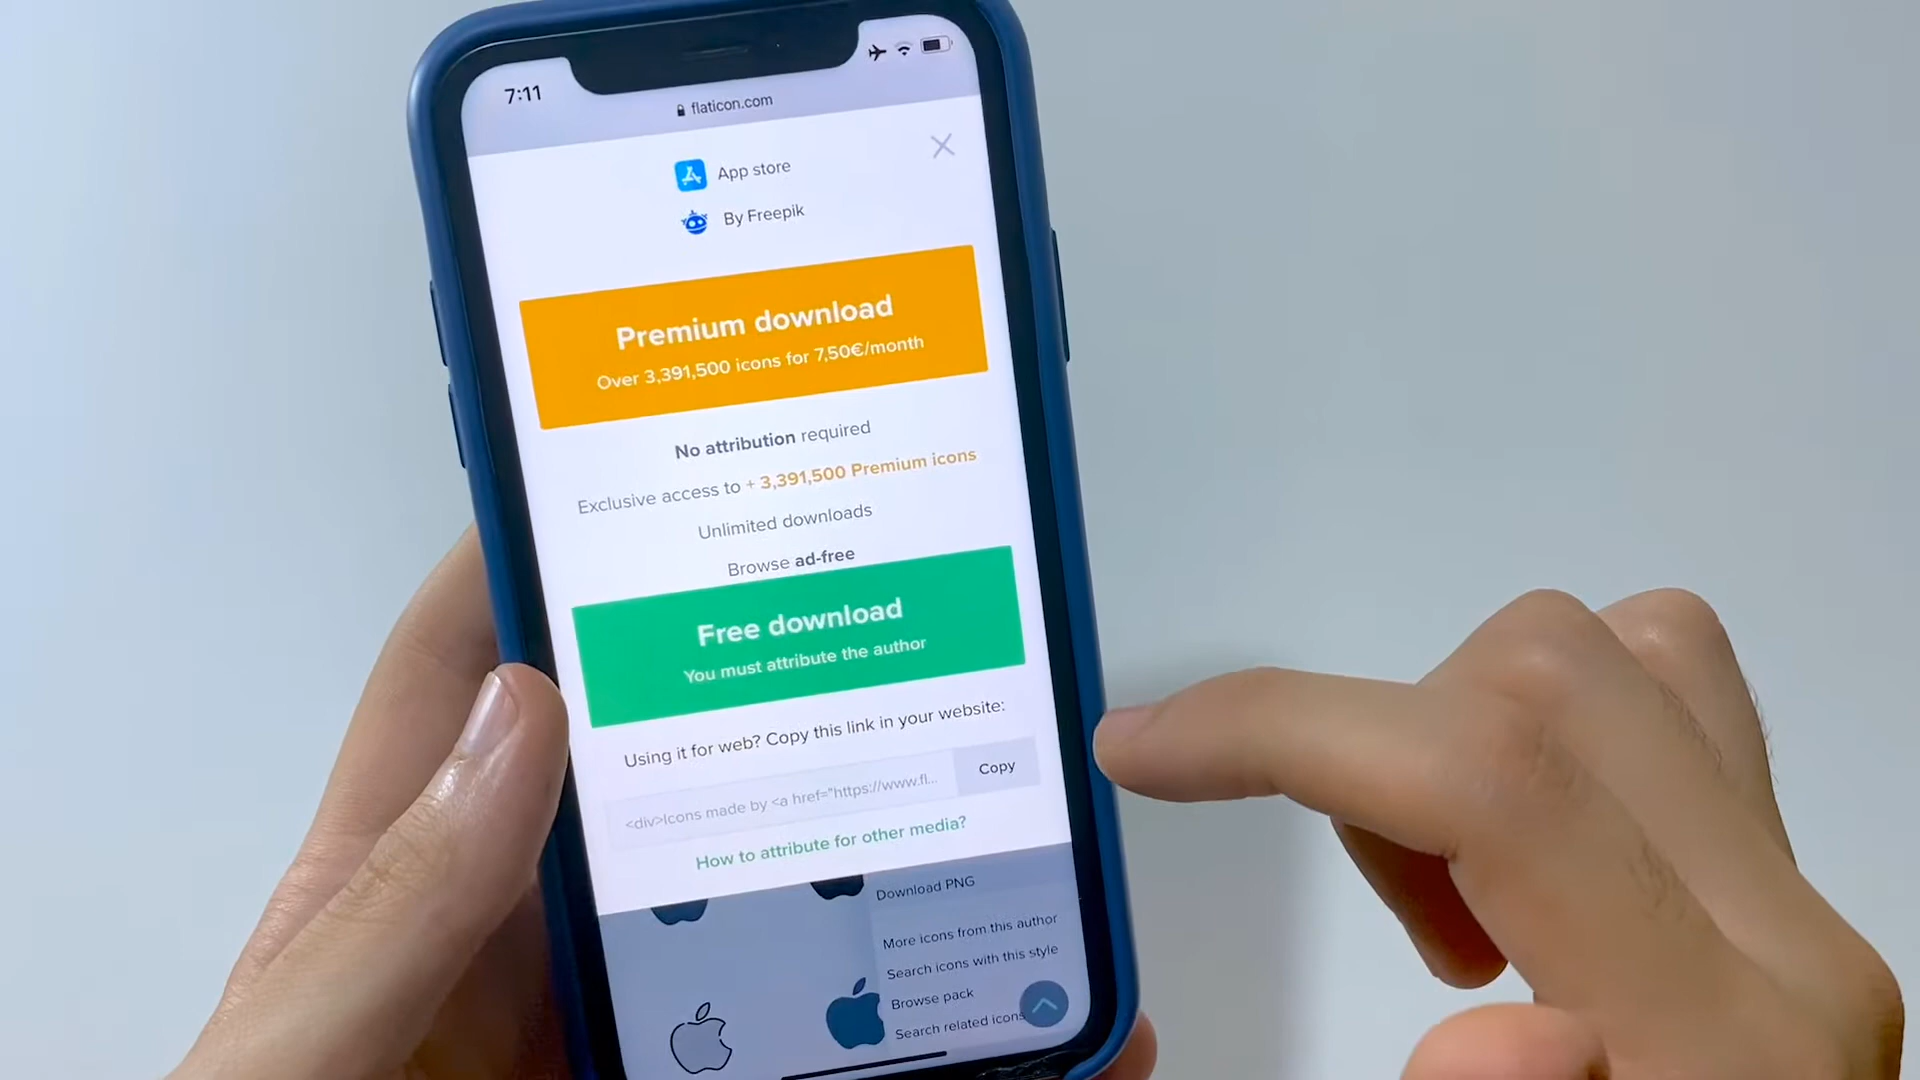 7:11
flaticon.com
App store
By Freepik
Premium download
Over 3,391,500 icons for 7,50€/month
No attribution required
Exclusive access to + 3,391,500 Premium icons
Unlimited downloads
Browse ad-free
Free download
You must attribute the author
Using it for web? Copy this link in your website:
<div>Icons made by <a href="https://www.fl...
Copy
How to attribute for other media?
Download PNG
More icons from this author
Search icons with this style
Browse pack
Search related icons